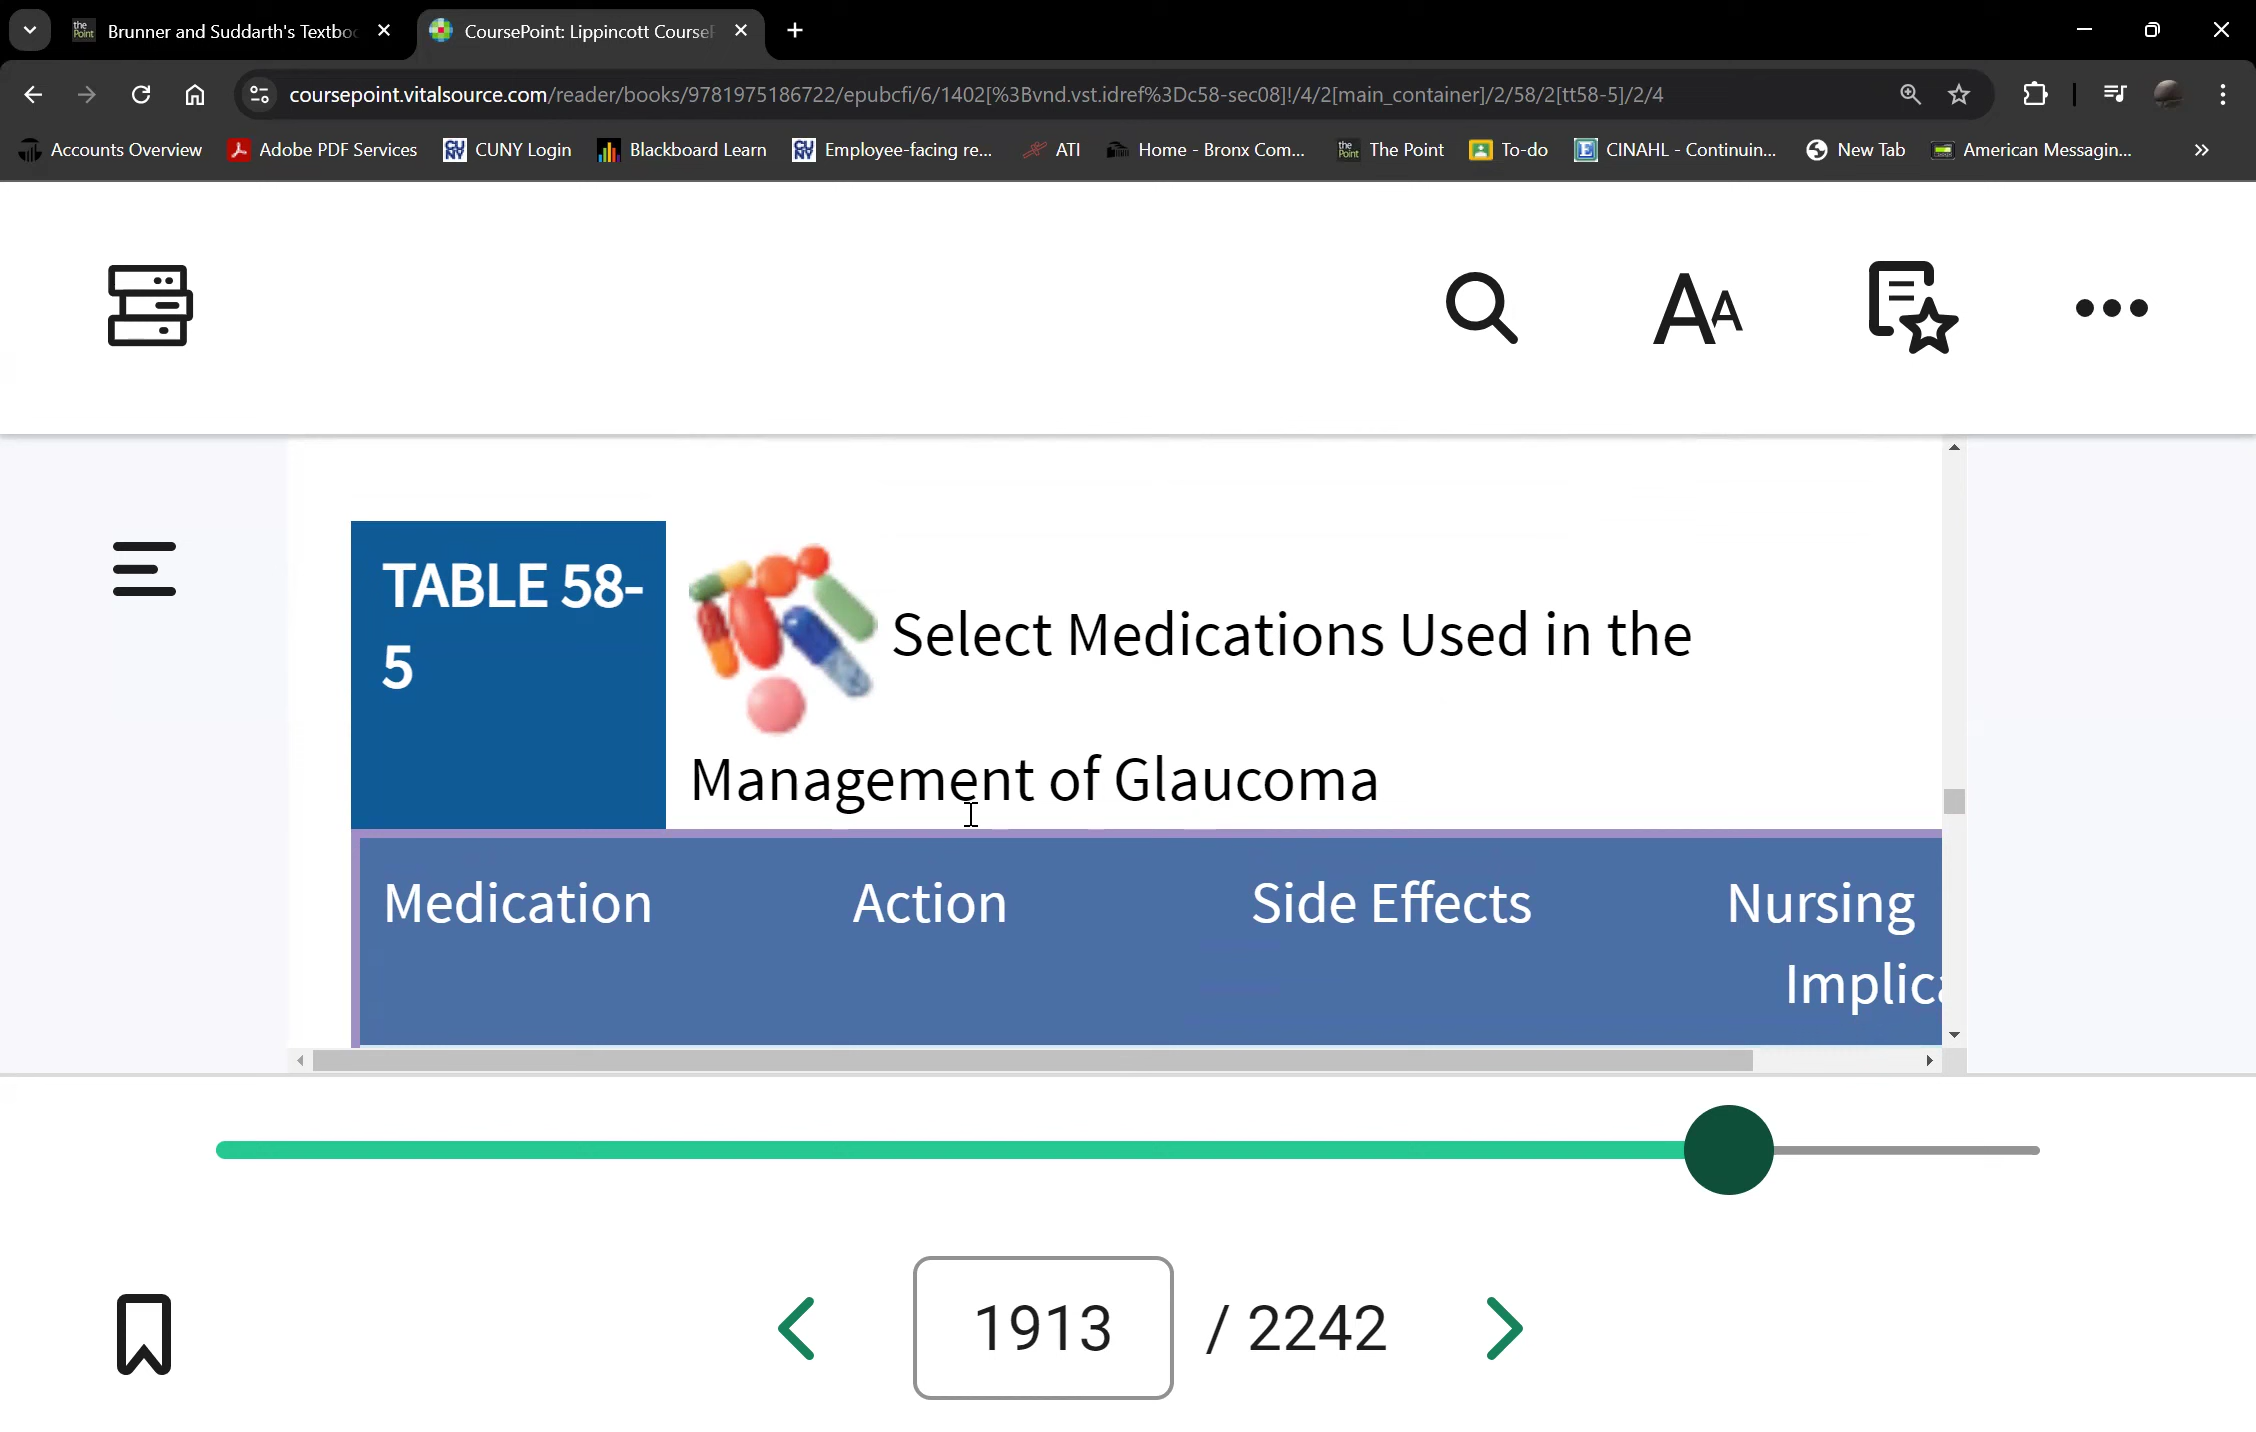 Brunner and Suddarth's Textbo
CoursePoint: Lippincott Course
coursepoint.vitalsource.com/reader/books/9781975186722/epubcfi/6/1402[%3Bvnd.vst.idref%3Dc58-sec08]!/4/2[main_container]/2/58/2[tt58-5]/2/4
Accounts Overview
Adobe PDF Services
CUNY Login
Blackboard Learn
Employee-facing re...
ATI
Home - Bronx Com...
The Point
To-do
CINAHL - Continuin...
New Tab
American Messagin...
AA
TABLE 58-
5
Select Medications Used in the
Management of Glaucoma
Medication
Action
Side Effects
Nursing
Implica
1913 / 2242